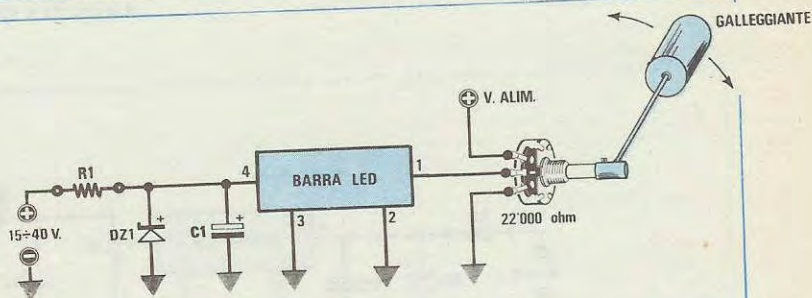 GALLEGGIANTE
V. ALIM.
R1
4
BARRA LED
1
15÷40 V.
DZ1
C1
3
2
22'000 ohm